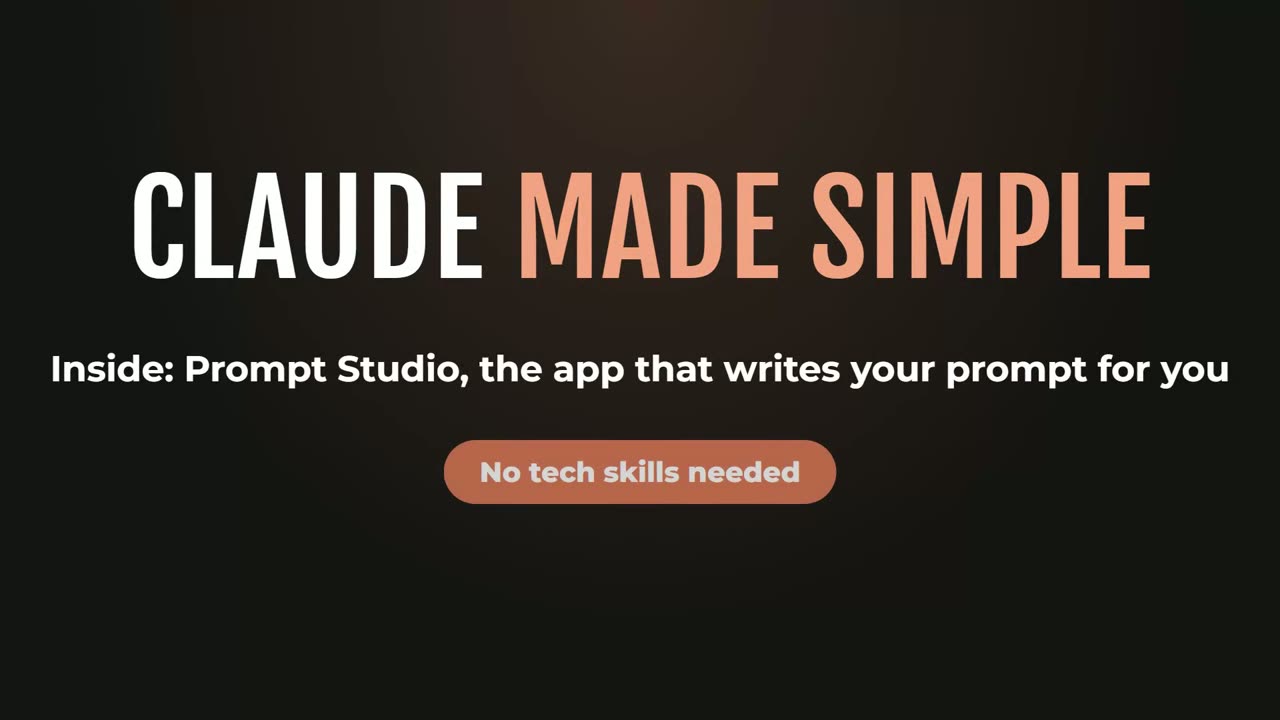 CLAUDE MADE SIMPLE
Inside: Prompt Studio, the app that writes your prompt for you
No tech skills needed